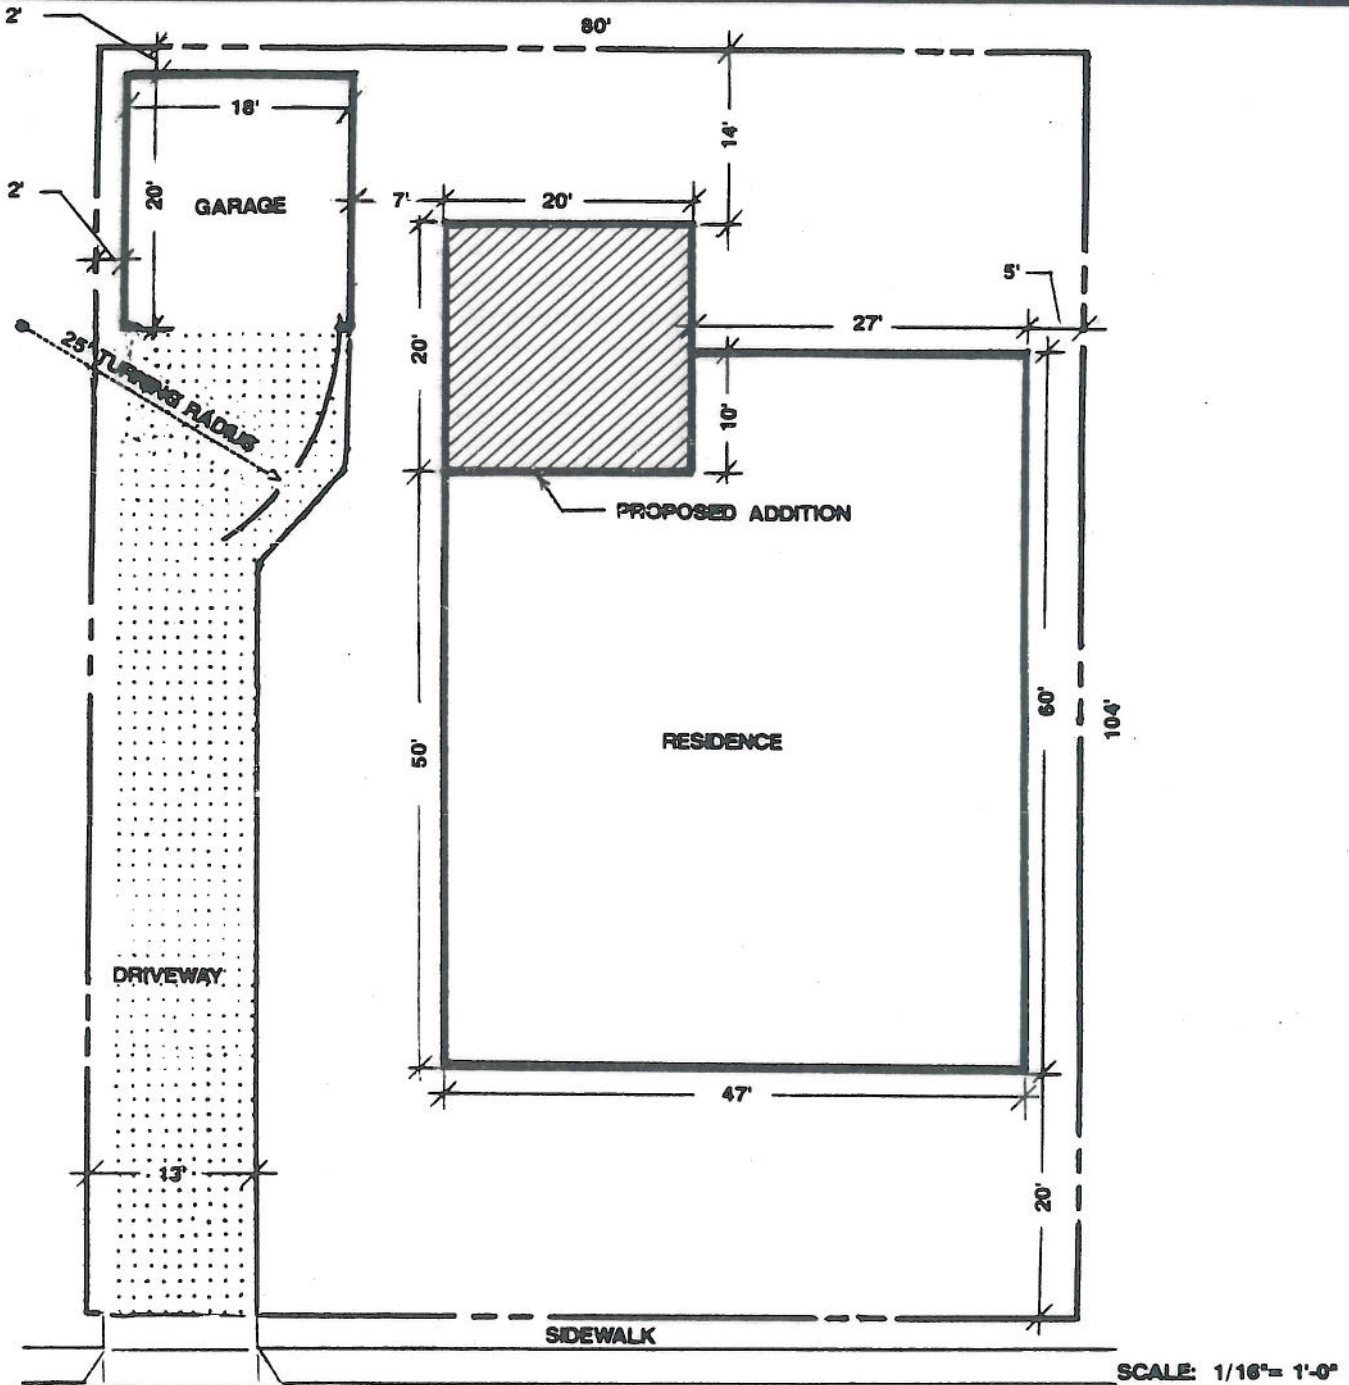 2'
80'
18'
14'
2'
20'
GARAGE
7'
20'
5'
27'
25' TURNING RADIUS
20'
10'
PROPOSED ADDITION
60'
104'
RESIDENCE
50'
DRIVEWAY
47'
13'
20'
SIDEWALK
SCALE: 1/16"= 1'-0"